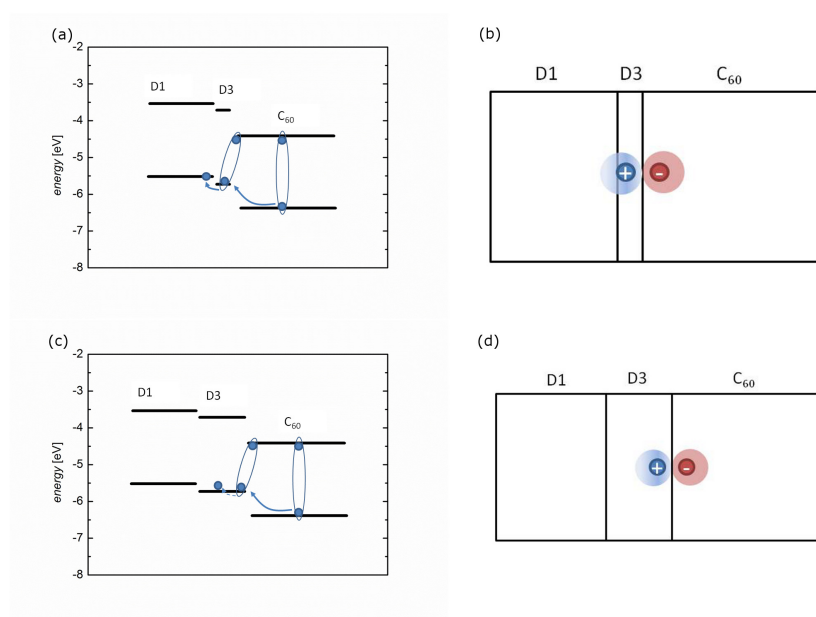 (a)
-2
-3
-4
-5
-6
-7
-8
energy [eV]
D1
D3
C₆₀
(b)
D1 D3 C₆₀
+ -
(c)
-2
-3
-4
-5
-6
-7
-8
energy [eV]
D1
D3
C₆₀
(d)
D1 D3 C₆₀
+ -